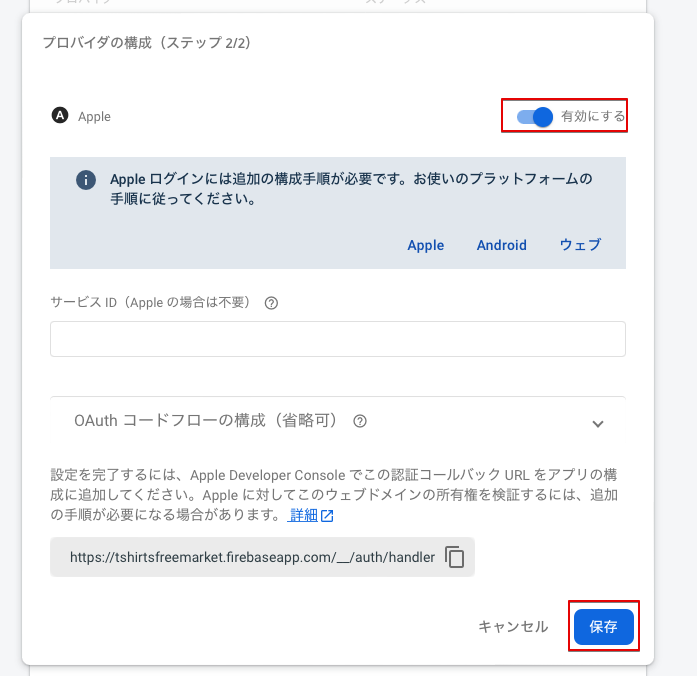 プロバイダの構成（ステップ 2/2）
Apple
有効にする
Apple ログインには追加の構成手順が必要です。お使いのプラットフォームの
手順に従ってください。
Apple Android ウェブ
サービス ID（Apple の場合は不要）
OAuth コードフローの構成（省略可）
設定を完了するには、Apple Developer Console でこの認証コールバック URL をアプリの構
成に追加してください。Apple に対してこのウェブドメインの所有権を検証するには、追加
の手順が必要になる場合があります。 詳細
https://tshirtsfreemarket.firebaseapp.com/__/auth/handler
キャンセル 保存